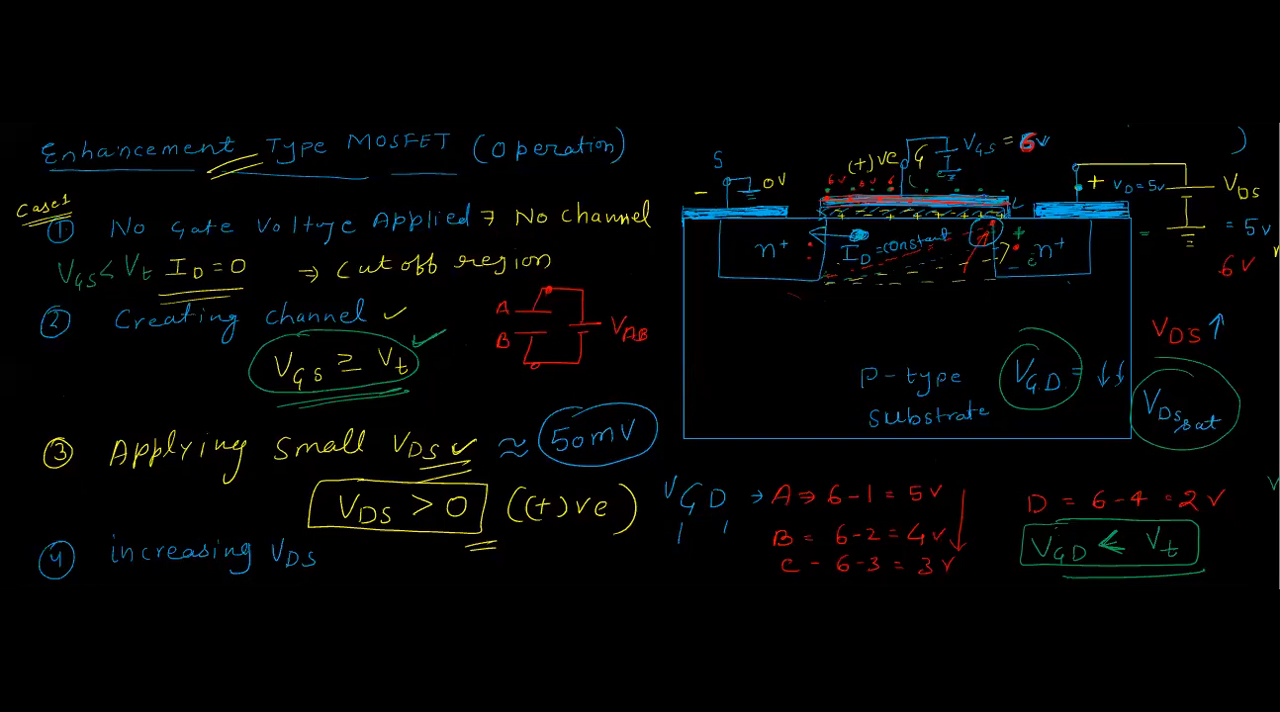 Enhancement Type MOSFET (Operation)
Case1
① No Gate Voltage Applied → No Channel
VGS < Vt ID = 0 ⇒ Cut off region
② Creating Channel ✓
VGS ≥ Vt
A
B
VAB
③ Applying Small VDS ✓ ≈ 50mV
VDS > 0 ((+)ve)
④ increasing VDS
S
- 0V
(+)ve G VGS = 6V
6V
+ VD = 5V
VDS
= 5V
6V
n+
ID = constant
n+
P-type
Substrate
VGD = ↓↓
VDS ↑
VDSsat
VGD → A ⇒ 6-1 = 5V
B = 6-2 = 4V
C - 6-3 = 3V
D = 6-4 = 2V
VGD < Vt